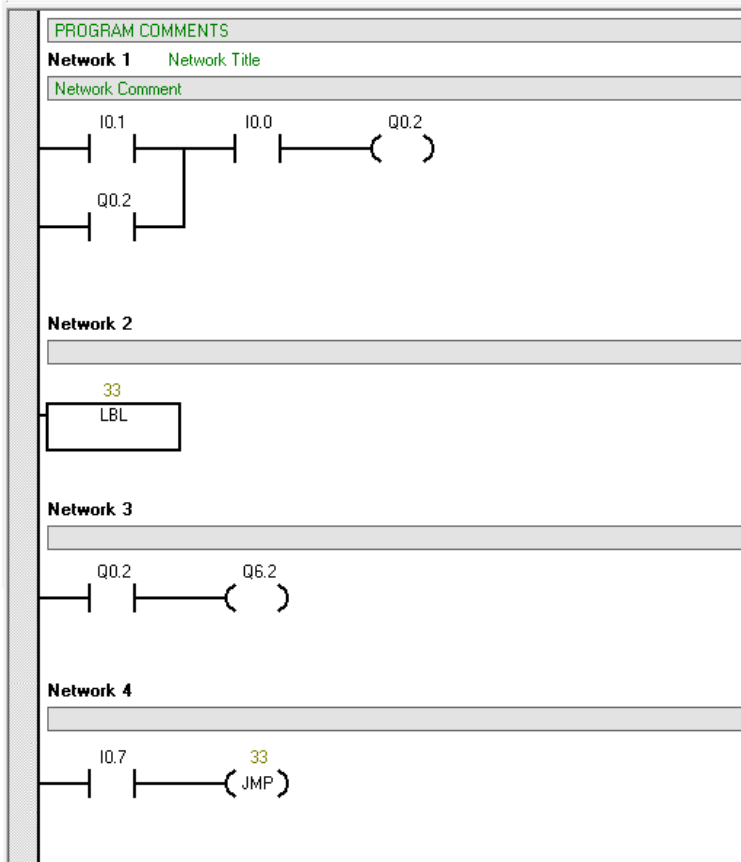 PROGRAM COMMENTS
Network 1 Network Title
Network Comment
I0.1 I0.0 Q0.2
Q0.2
Network 2
33
LBL
Network 3
Q0.2 Q6.2
Network 4
I0.7 33
JMP